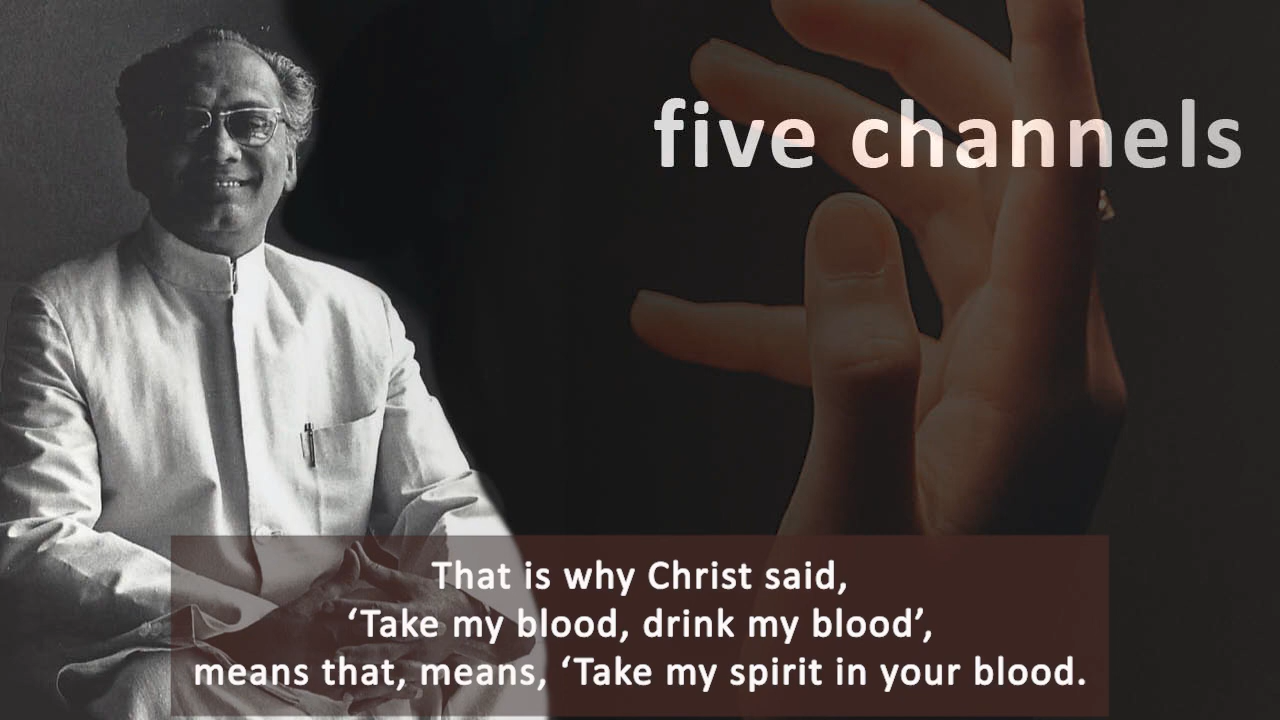 five channels
That is why Christ said,
‘Take my blood, drink my blood’,
means that, means, ‘Take my spirit in your blood.